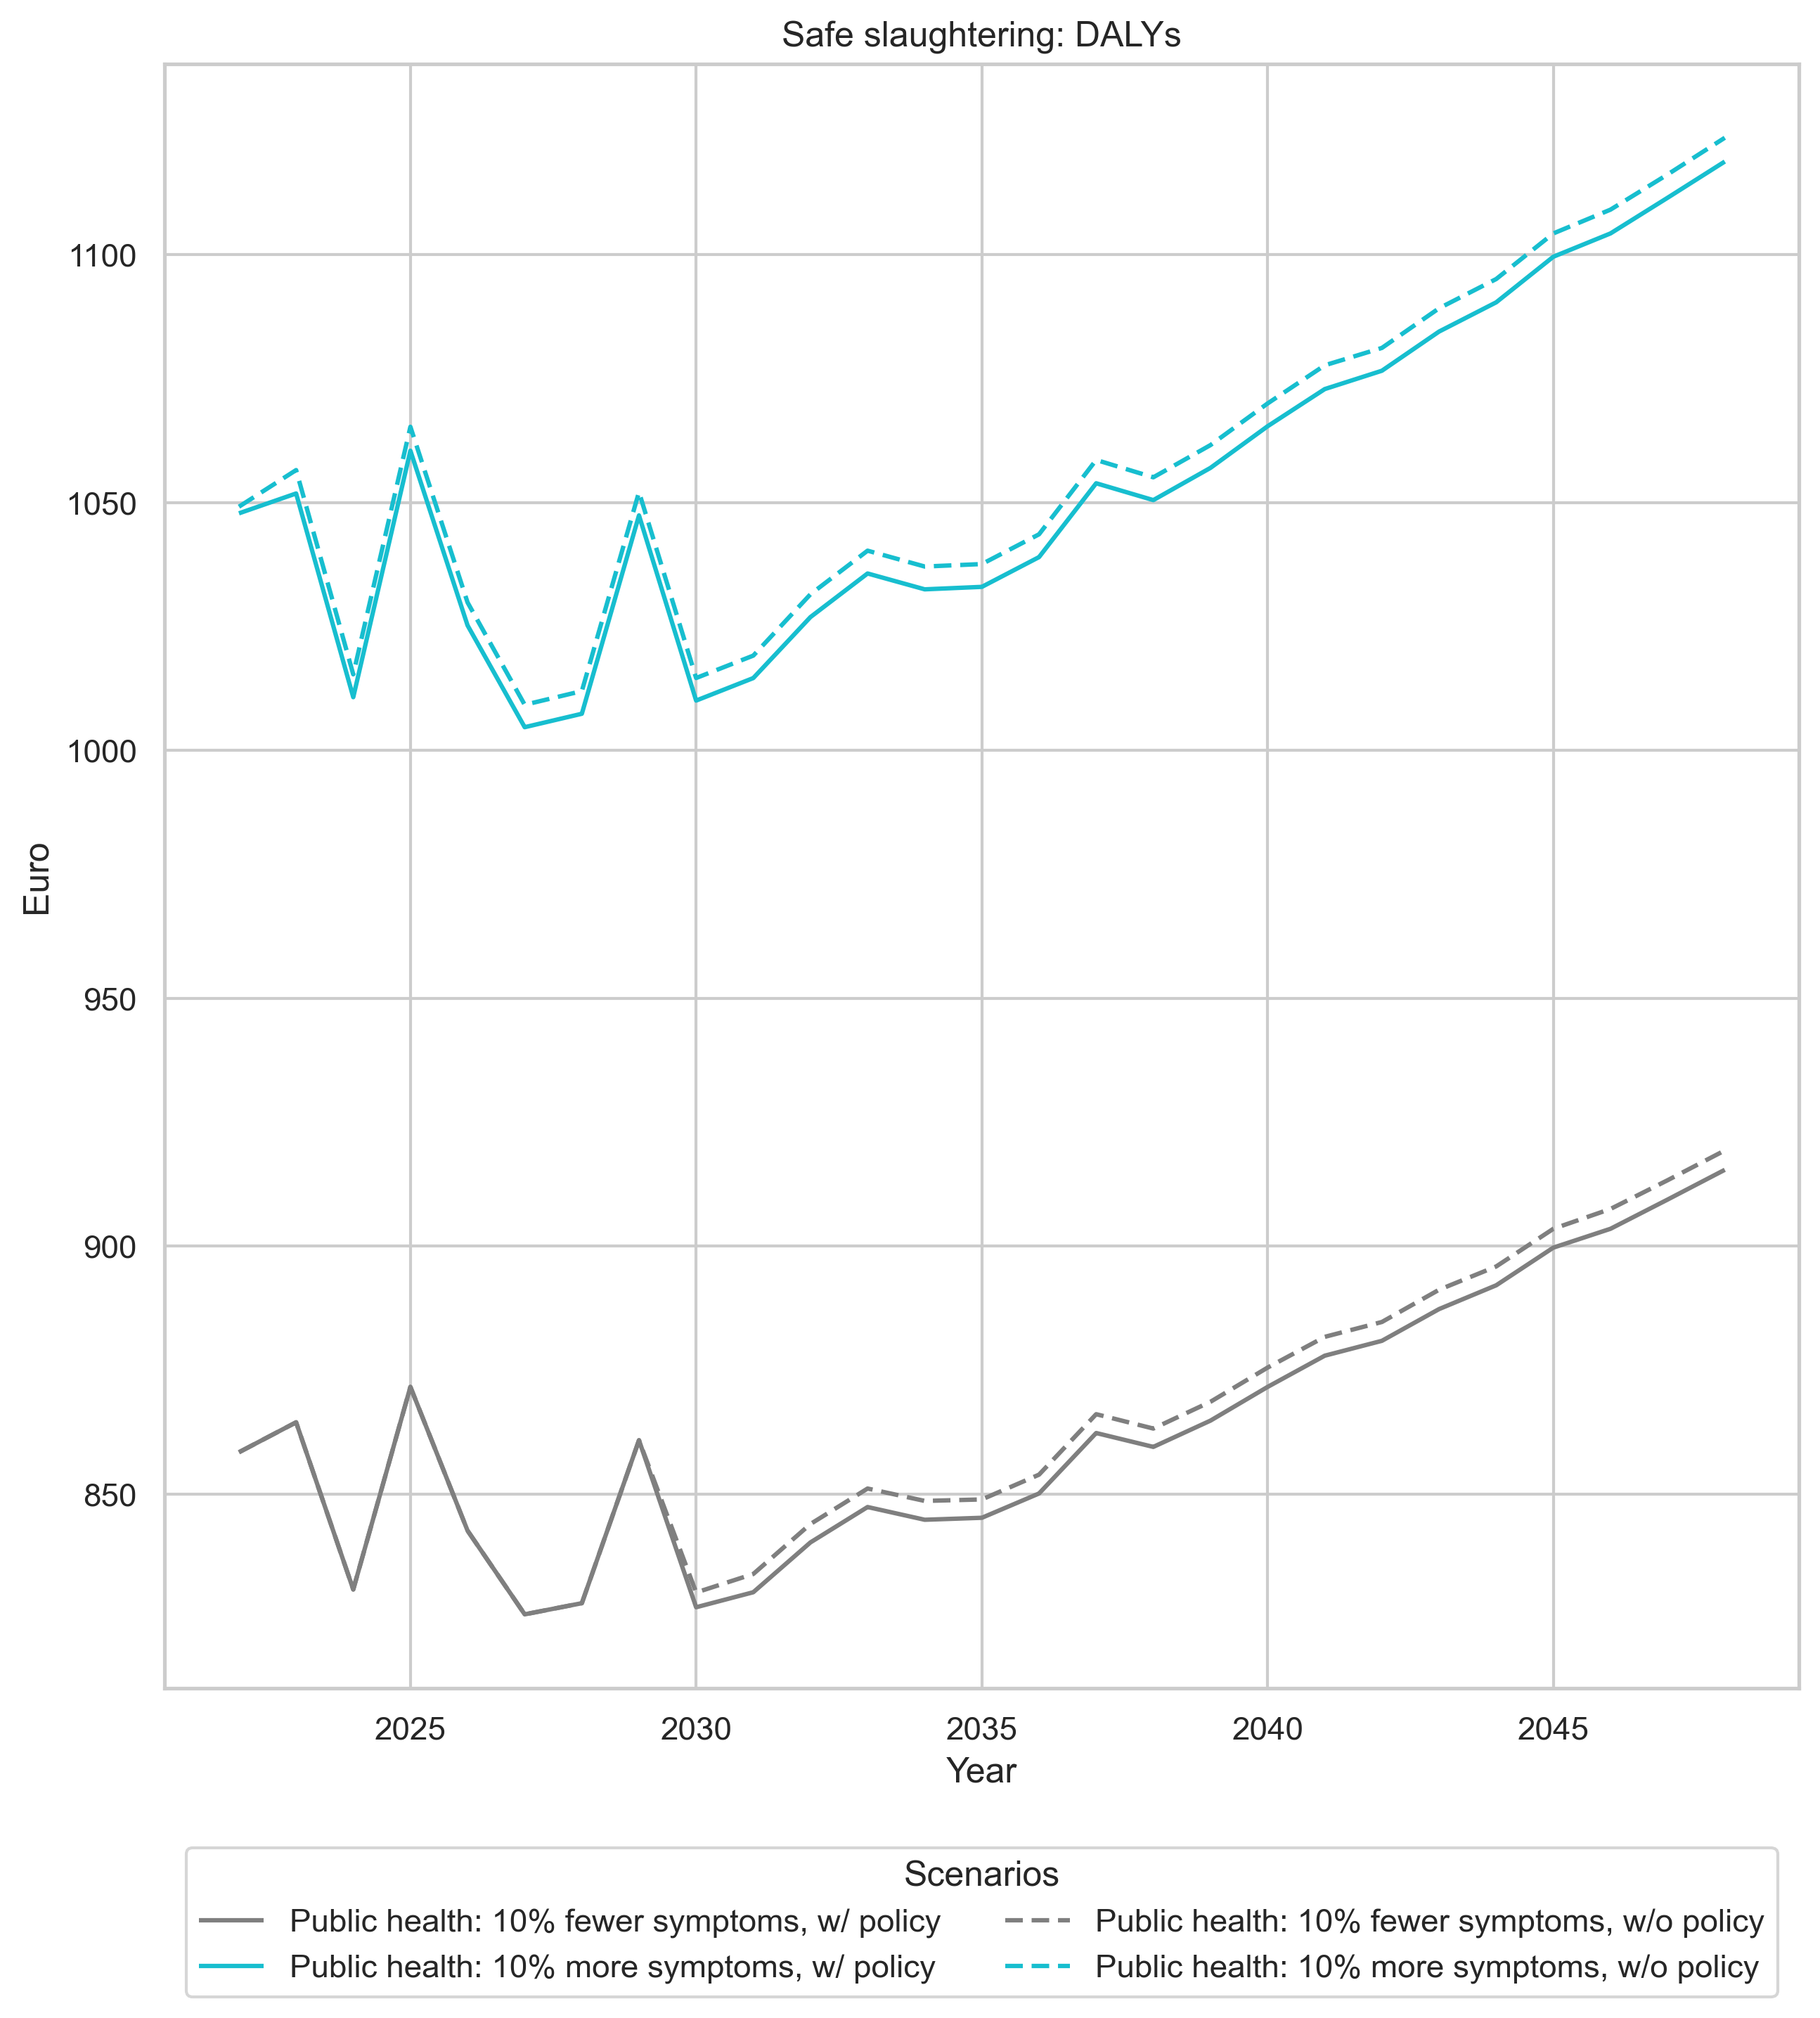 Safe slaughtering: DALYs
Euro
1100
1050
1000
950
900
850
2025 2030 2035 2040 2045
Year
Scenarios
Public health: 10% fewer symptoms, w/ policy Public health: 10% fewer symptoms, w/o policy
Public health: 10% more symptoms, w/ policy Public health: 10% more symptoms, w/o policy